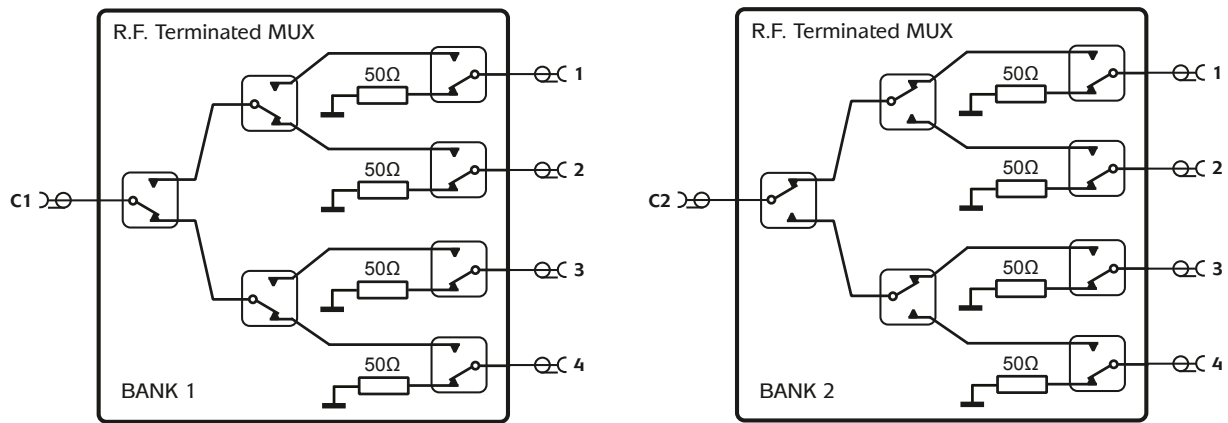 R.F. Terminated MUX
50Ω
1
50Ω
2
C1
50Ω
3
50Ω
4
BANK 1
R.F. Terminated MUX
50Ω
1
50Ω
2
C2
50Ω
3
50Ω
4
BANK 2